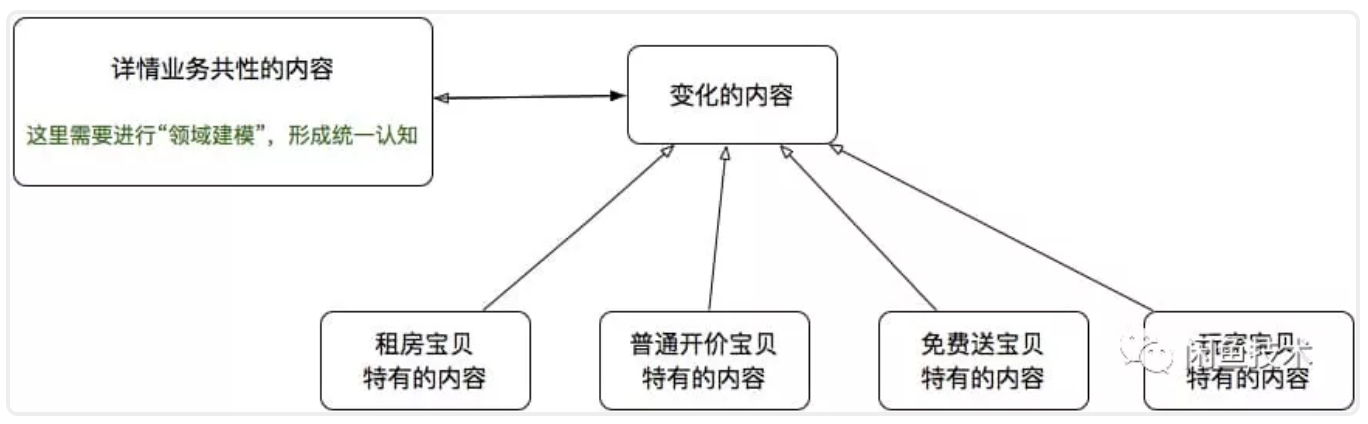 详情业务共性的内容
变化的内容
这里需要进行“领域建模”，形成统一认知
租房宝贝
特有的内容
普通开价宝贝
特有的内容
免费送宝贝
特有的内容
宝贝
特有的内容
闲鱼技术